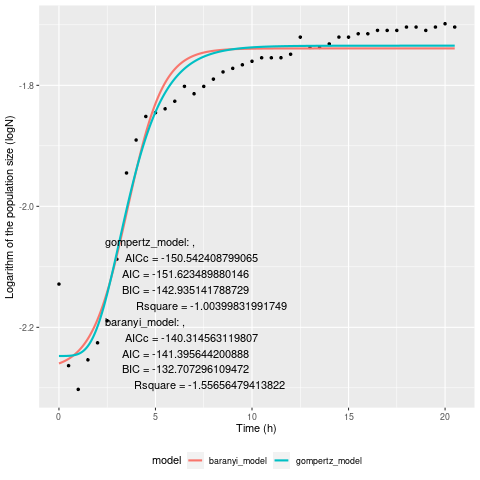 -1.8
-2.0
-2.2
Logarithm of the population size (logN)
gompertz_model: ,
AICc = -150.542408799065
AIC = -151.623489880146
BIC = -142.935141788729
Rsquare = -1.00399831991749
baranyi_model: ,
AICc = -140.314563119807
AIC = -141.395644200888
BIC = -132.707296109472
Rsquare = -1.55656479413822
0 5 10 15 20
Time (h)
model baranyi_model gompertz_model